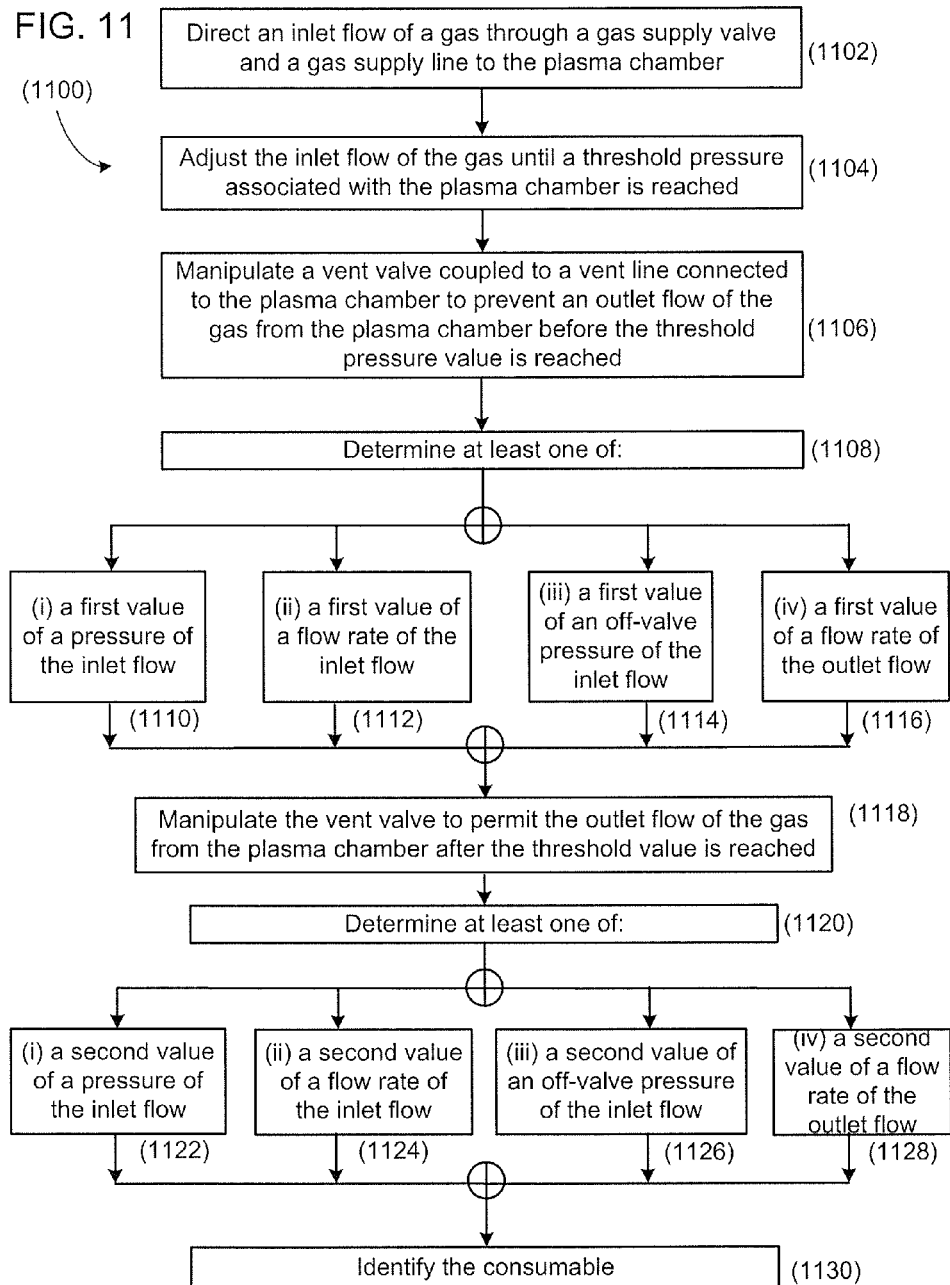 FIG. 11
(1100)
Direct an inlet flow of a gas through a gas supply valve
and a gas supply line to the plasma chamber
(1102)
Adjust the inlet flow of the gas until a threshold pressure
associated with the plasma chamber is reached
(1104)
Manipulate a vent valve coupled to a vent line connected
to the plasma chamber to prevent an outlet flow of
the gas from the plasma chamber before the threshold
pressure value is reached
(1106)
Determine at least one of:
(1108)
(i) a first value
of a pressure of
the inlet flow
(1110)
(ii) a first value of
a flow rate of the
inlet flow
(1112)
(iii) a first value
of an off-valve
pressure of the
inlet flow
(1114)
(iv) a first value
of a flow rate of
the outlet flow
(1116)
Manipulate the vent valve to permit the outlet flow of the gas
from the plasma chamber after the threshold value is reached
(1118)
Determine at least one of:
(1120)
(i) a second value
of a pressure of
the inlet flow
(1122)
(ii) a second value
of a flow rate of
the inlet flow
(1124)
(iii) a second value of
an off-valve pressure
of the inlet flow
(1126)
(iv) a second
value of a flow
rate of the
outlet flow
(1128)
Identify the consumable
(1130)